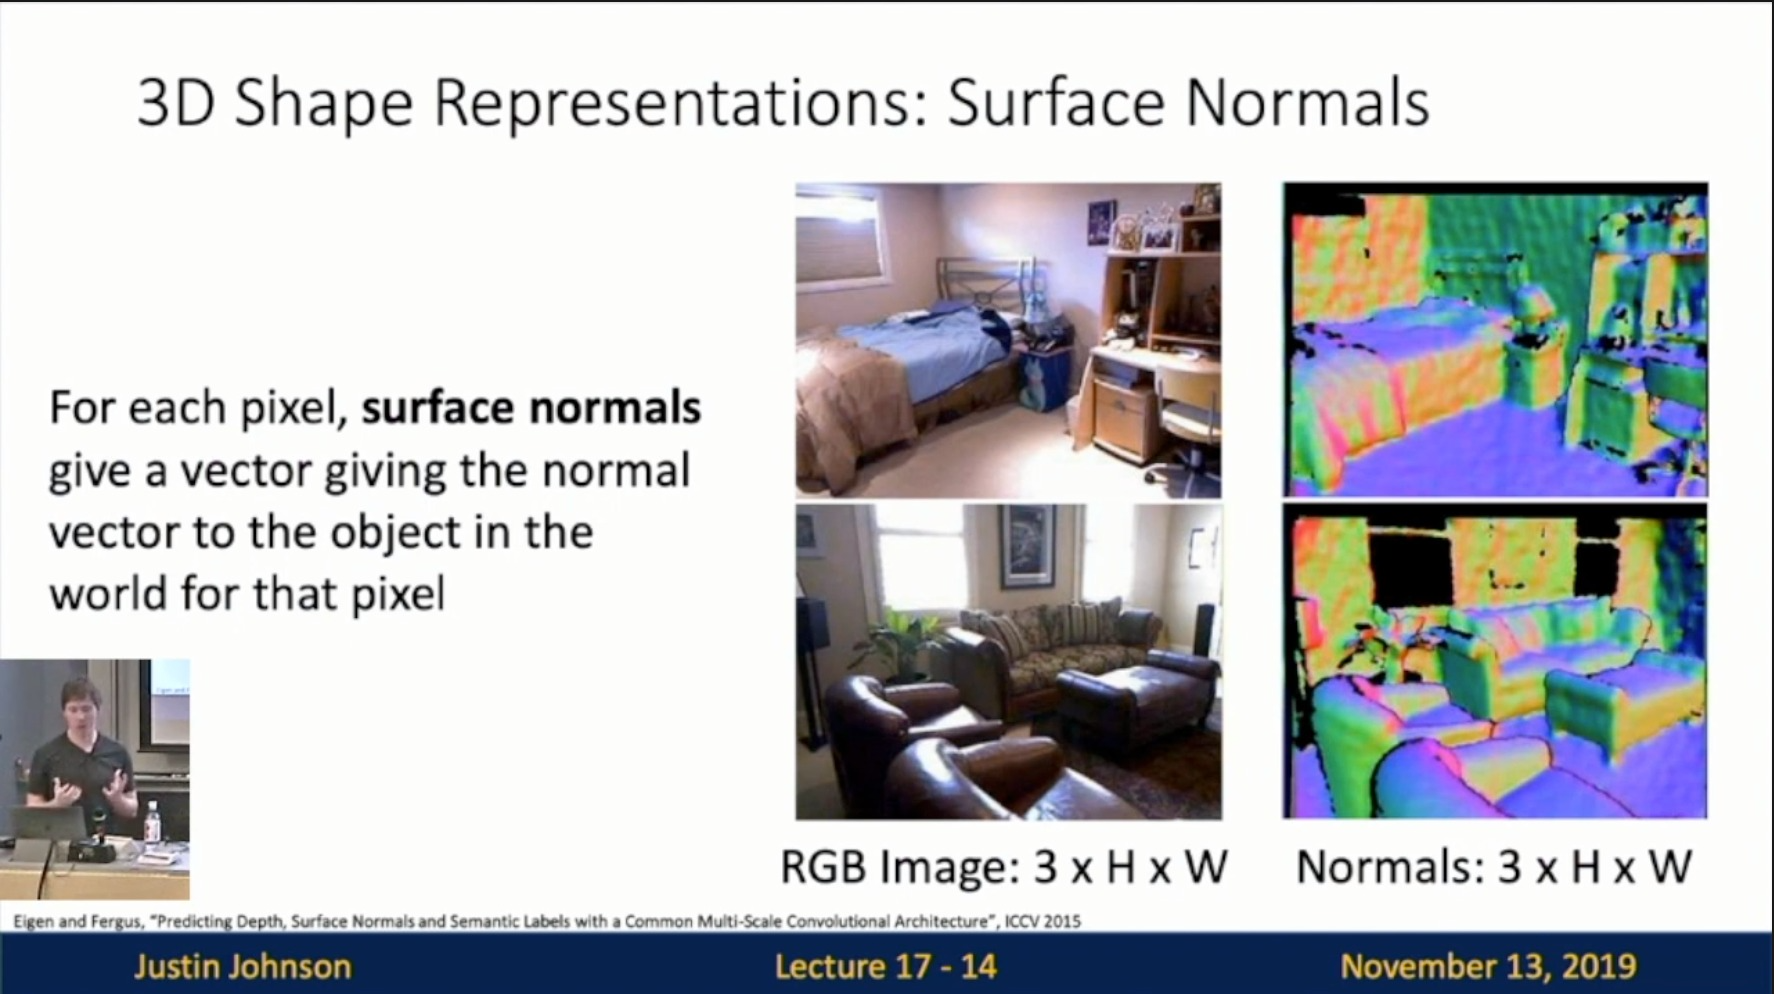 3D Shape Representations: Surface Normals
For each pixel, surface normals
give a vector giving the normal
vector to the object in the
world for that pixel
RGB Image: 3 x H x W
Normals: 3 x H x W
Eigen and Fergus, "Predicting Depth, Surface Normals and Semantic Labels with a Common Multi-Scale Convolutional Architecture", ICCV 2015
Justin Johnson
Lecture 17 - 14
November 13, 2019